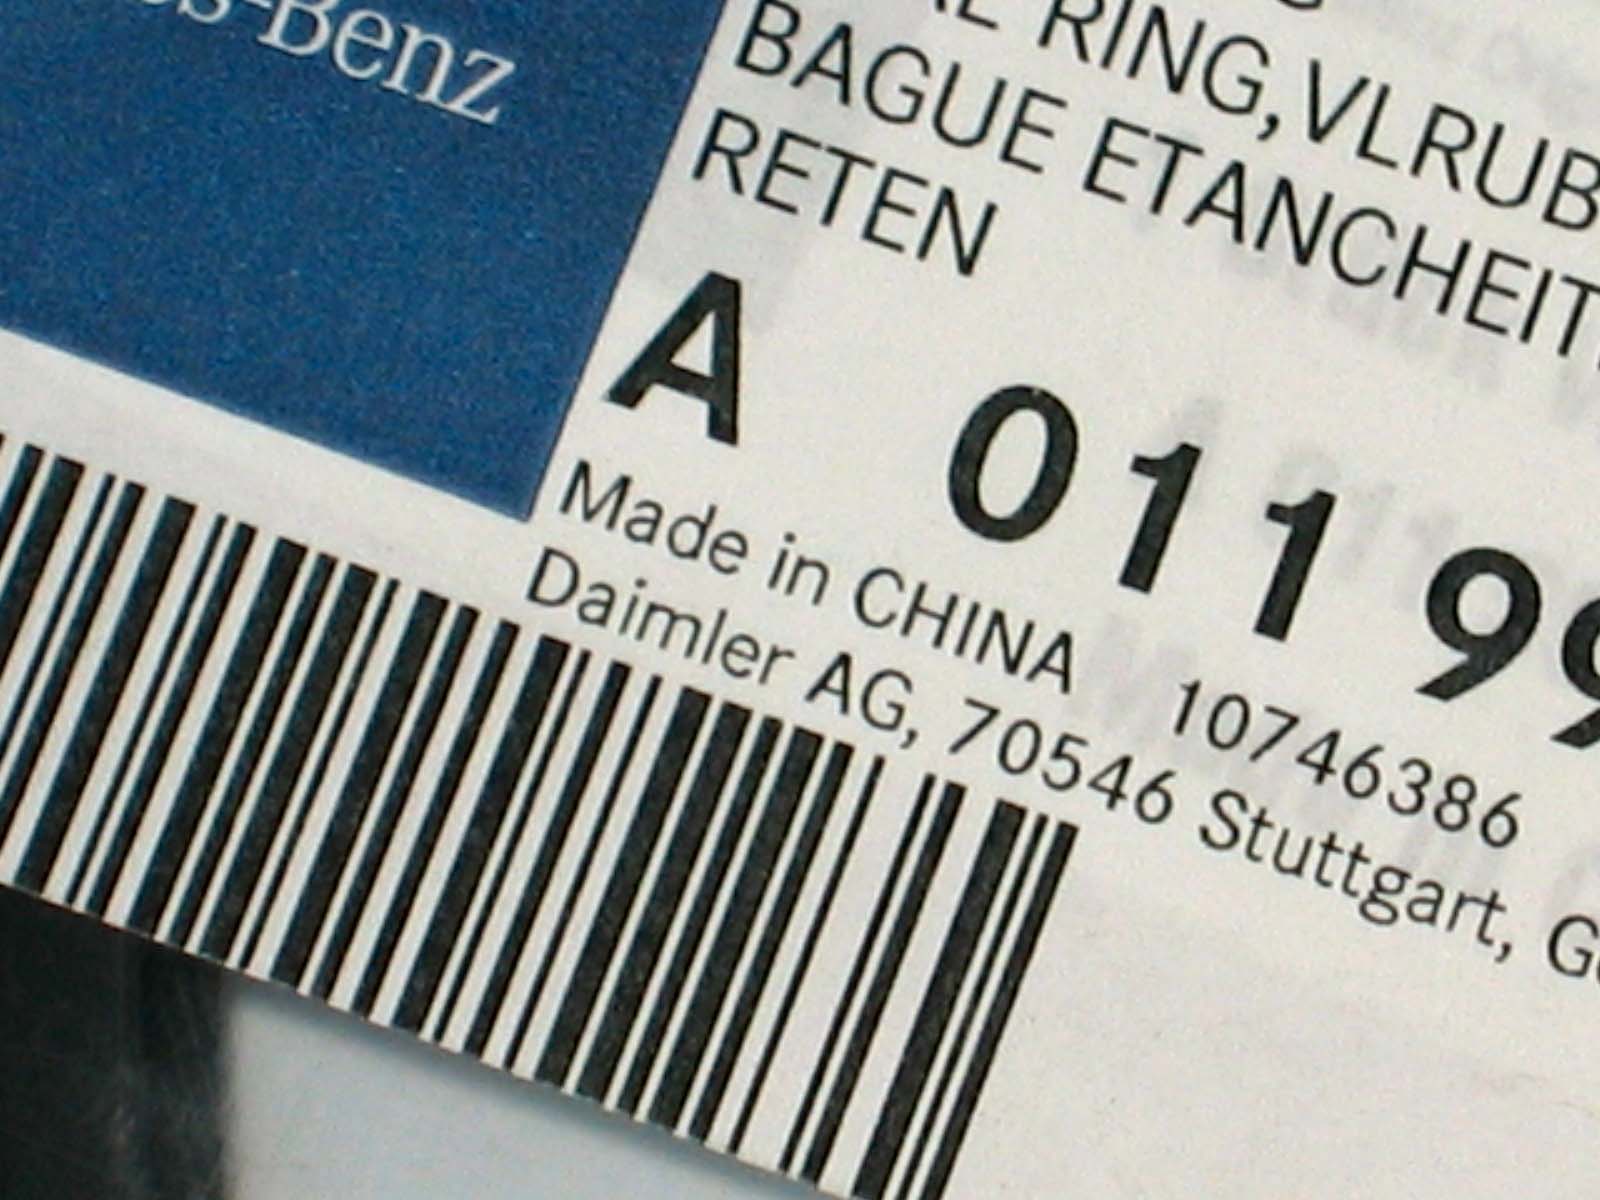 -Benz
RING,VLRUB
BAGUE ETANCHEIT
RETEN
A 011 99
Made in CHINA 10746386
Daimler AG, 70546 Stuttgart,